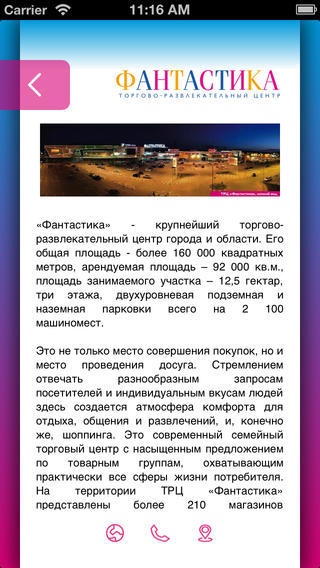 Carrier 11:16 AM
ФАНТАСТИКА
ТОРГОВО-РАЗВЛЕКАТЕЛЬНЫЙ ЦЕНТР
ТРЦ «Фантастика», ночной вид
«Фантастика» - крупнейший торгово-
развлекательный центр города и области. Его
общая площадь - более 160 000 квадратных
метров, арендуемая площадь – 92 000 кв.м.,
площадь занимаемого участка – 12,5 гектар,
три этажа, двухуровневая подземная и
наземная парковки всего на 2 100
машиномест.
Это не только место совершения покупок, но и
место проведения досуга. Стремлением
отвечать разнообразным запросам
посетителей и индивидуальным вкусам людей
здесь создается атмосфера комфорта для
отдыха, общения и развлечений, и, конечно
же, шоппинга. Это современный семейный
торговый центр с насыщенным предложением
по товарным группам, охватывающим
практически все сферы жизни потребителя.
На территории ТРЦ «Фантастика»
представлены более 210 магазинов